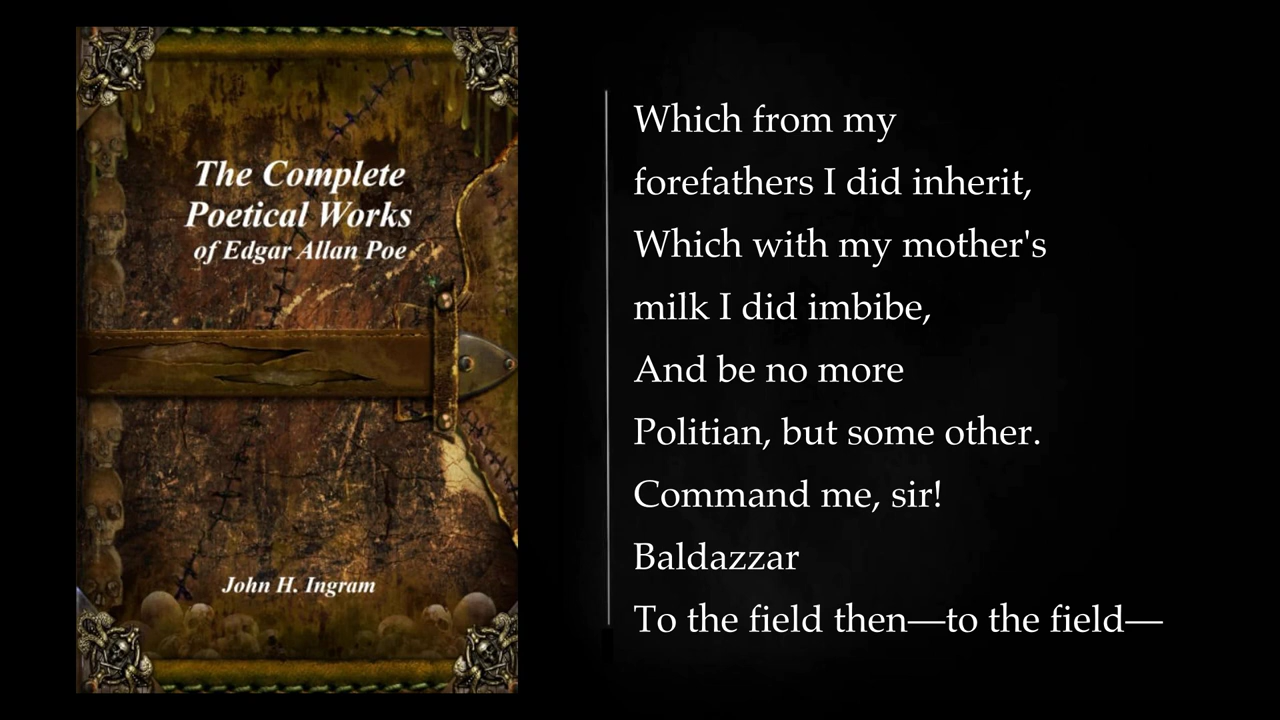 The Complete
Poetical Works
of Edgar Allan Poe
John H. Ingram
Which from my
forefathers I did inherit,
Which with my mother's
milk I did imbibe,
And be no more
Politian, but some other.
Command me, sir!
Baldazzar
To the field then—to the field—